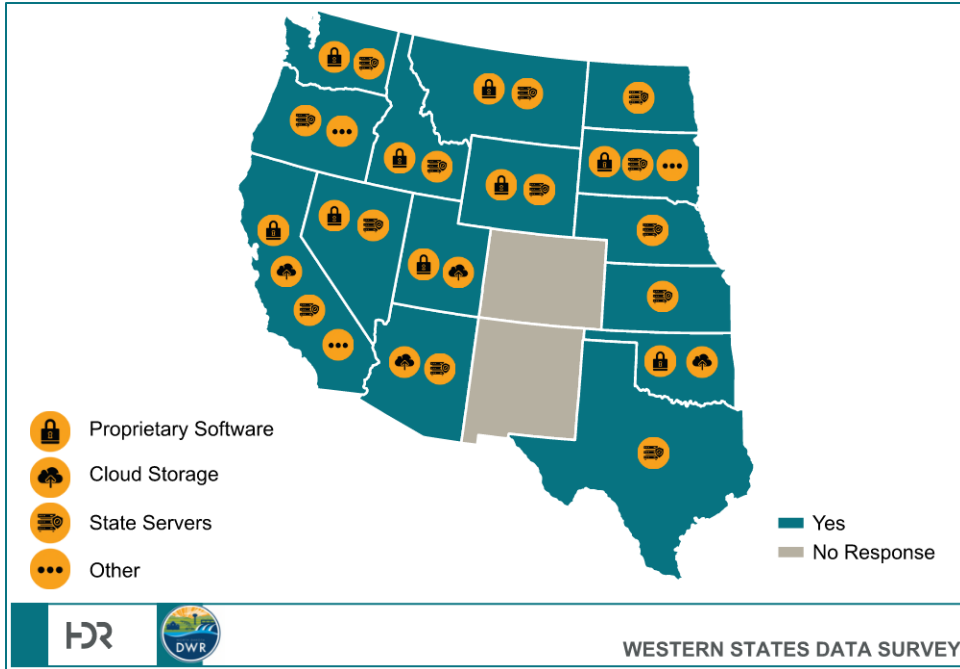 Proprietary Software
Cloud Storage
State Servers
Other
Yes
No Response
HDR
DWR
WESTERN STATES DATA SURVEY